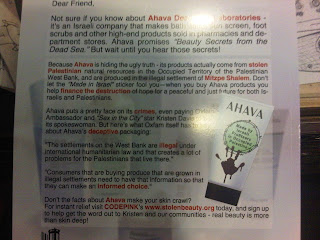 Dear Friend,
Not sure if you know about Ahava De Laboratories -
it's an Israeli company that makes screen, foot
scrubs and other high-end products sold in pharmacies and de-
partment stores. Ahava promises "Beauty Secrets from the
Dead Sea." But wait until you hear those secrets!
Because Ahava is hiding the ugly truth - its products actually come from stolen
Palestinian natural resources in the Occupied Territory of the Palestinian
West Bank, and are produced in the illegal settlement of Mitzpe Shalem. Don't
let the "Made in Israel" sticker fool you—when you buy Ahava products you
help finance the destruction of hope for a peaceful and just future for both Is-
raelis and Palestinians.
Ahava puts a pretty face on its crimes, even paying
Ambassador and "Sex in the City" star Kristen Davis
its spokeswoman. But here's what Oxfam itself has
about Ahava's deceptive packaging:
"The settlements on the West Bank are illegal under
international humanitarian law and that creates a lot of
problems for the Palestinians that live there."
"Consumers that are buying produce that are grown in
illegal settlements need to have that information so that
they can make an informed choice."
Don't the facts about Ahava make your skin crawl?
For instant relief visit CODEPINK's www.stolenbeauty.org today, and sign up
to help get the word out to Kristen and our communities - real beauty is more
than skin deep!
AHAVA